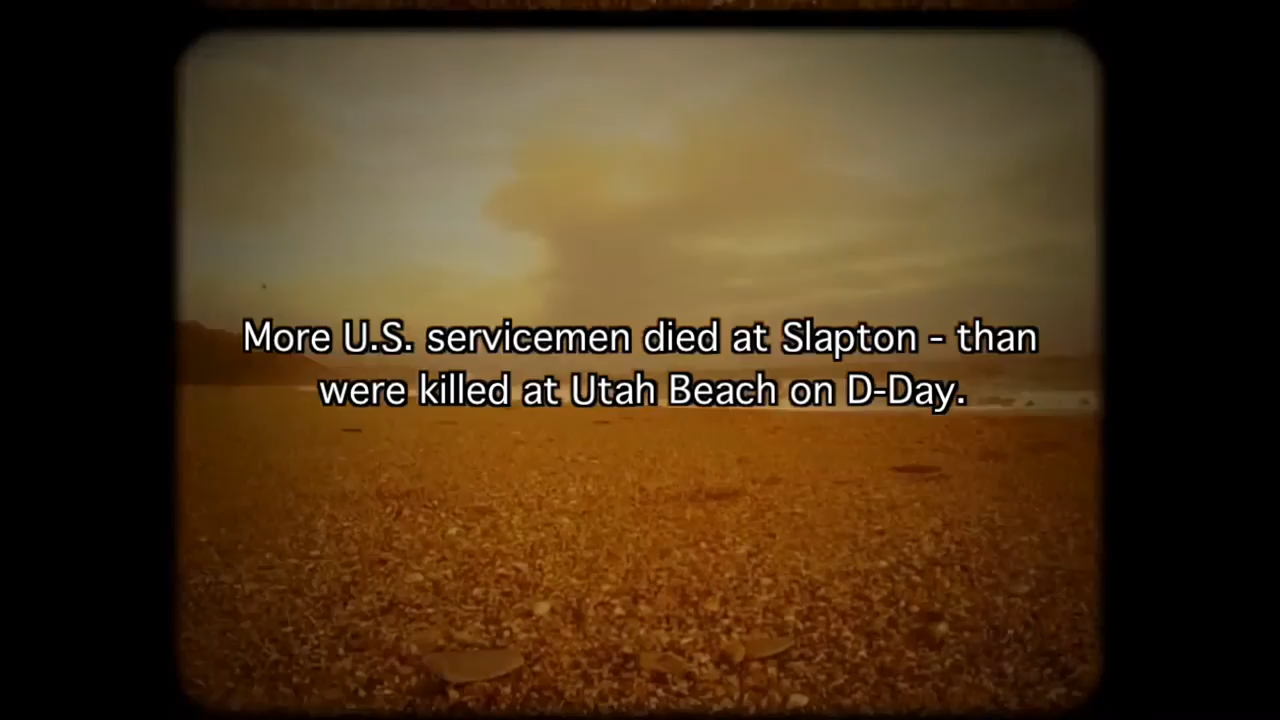 More U.S. servicemen died at Slapton - than
were killed at Utah Beach on D-Day.